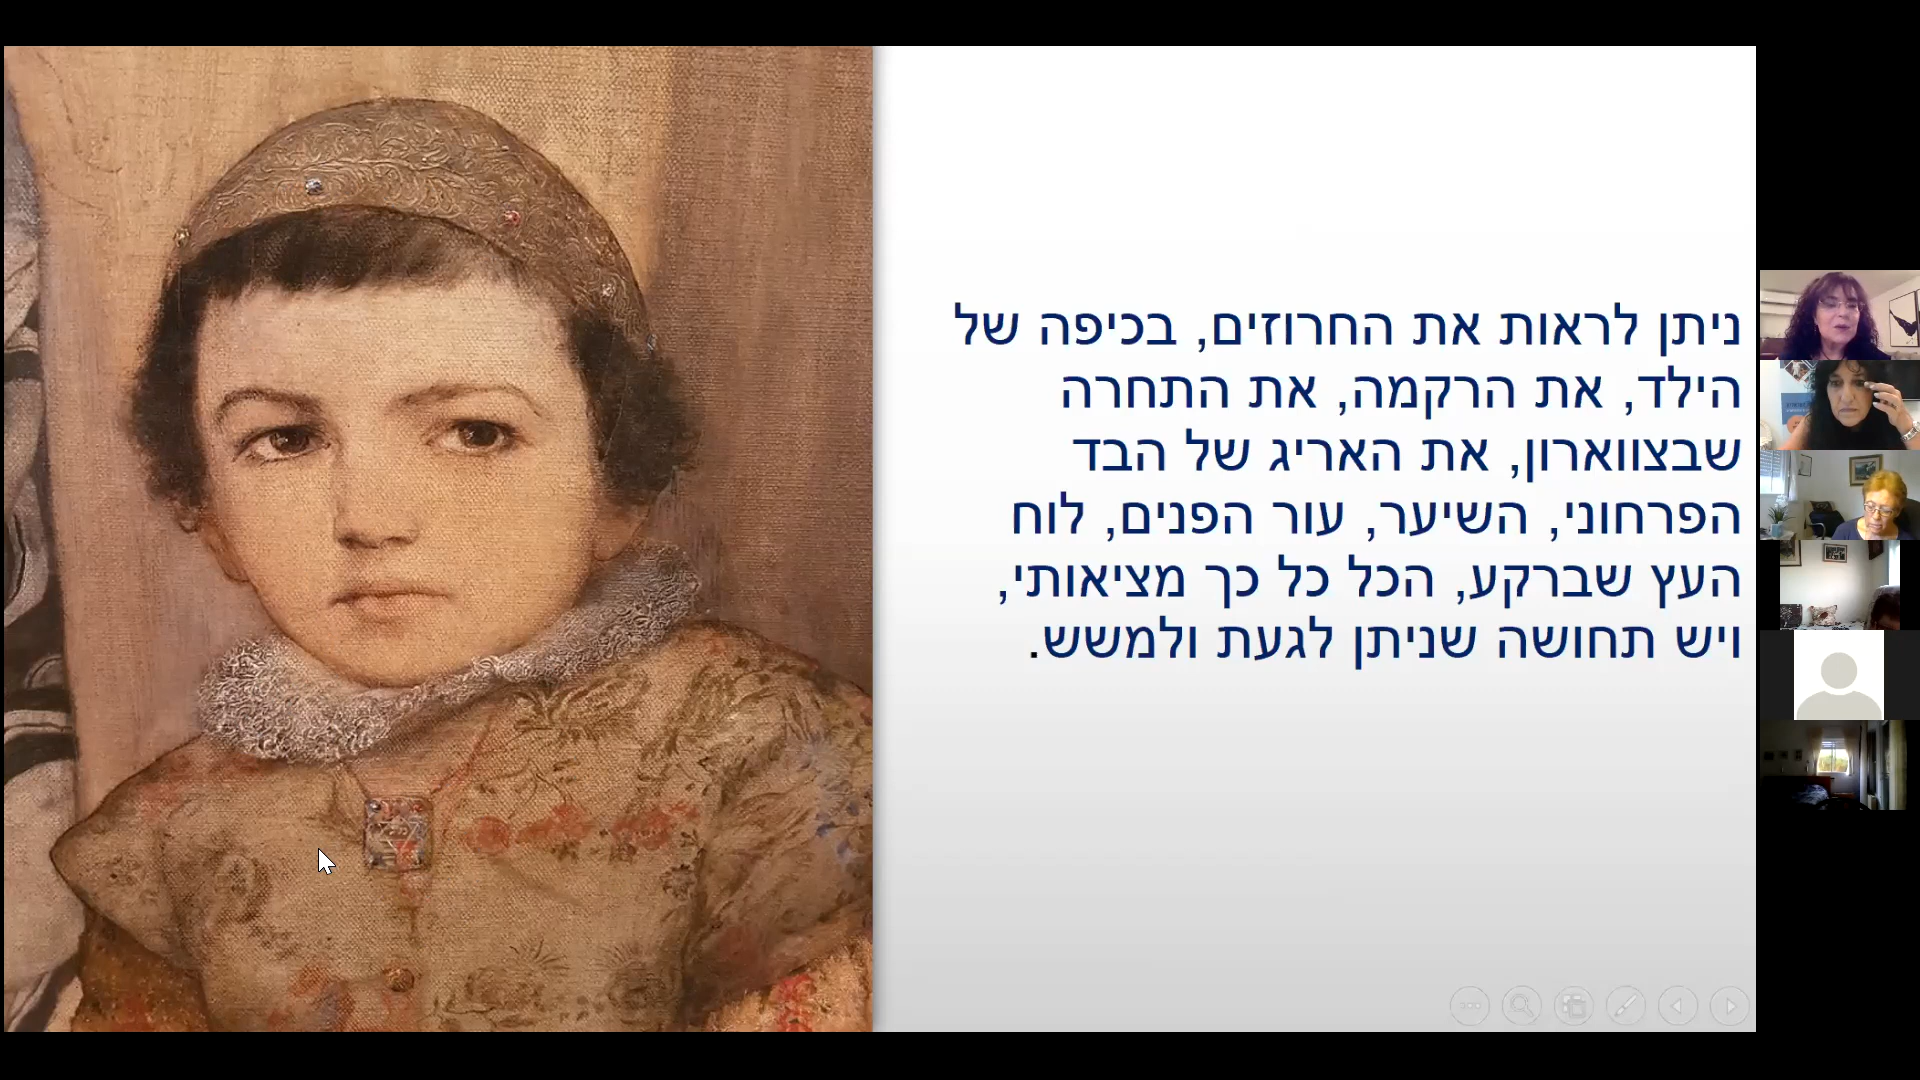 ניתן לראות את החרוזים, בכיפה של
הילד, את הרקמה, את התחרה
שבצווארון, את האריג של הבד
הפרחוני, השיער, עור הפנים, לוח
העץ שברקע, הכל כל כך מציאותי,
ויש תחושה שניתן לגעת ולמשש.